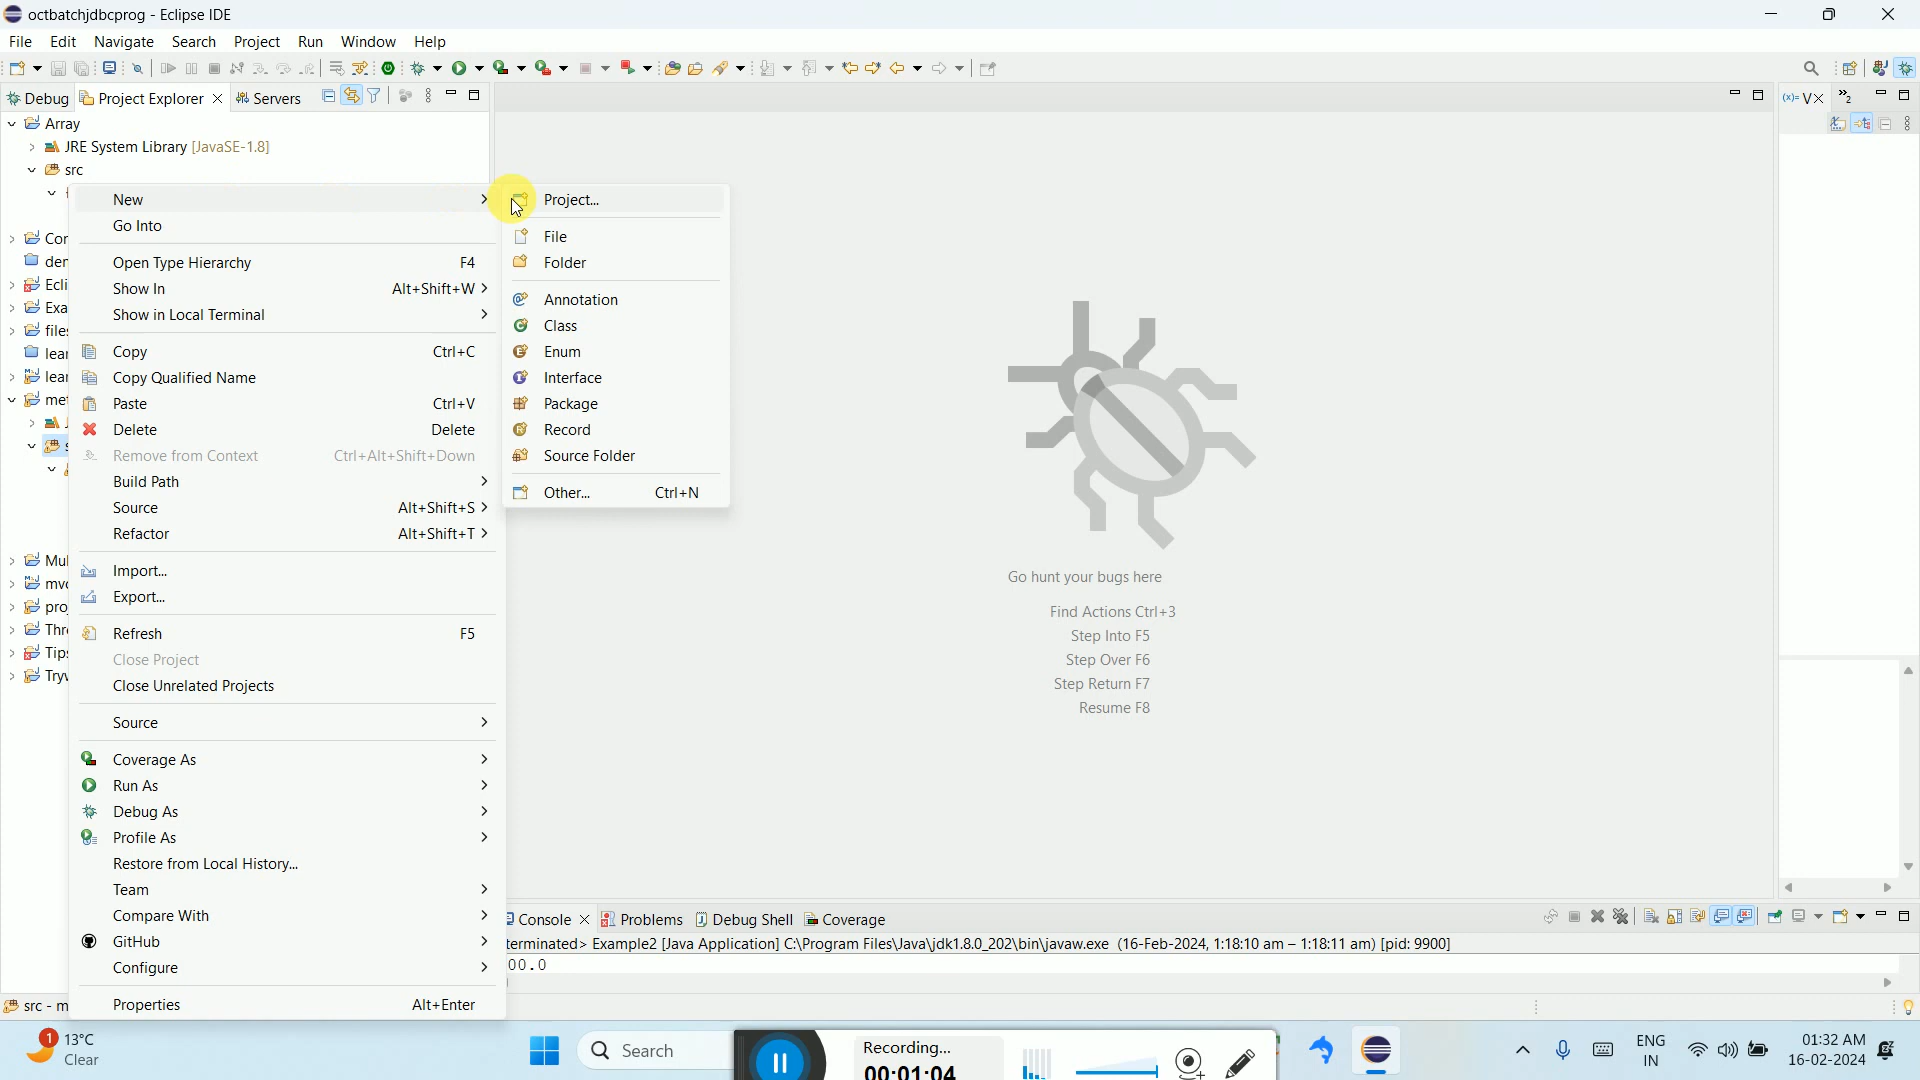 octbatchjdbcprog - Eclipse IDE
File Edit Navigate Search Project Run Window Help
Debug Project Explorer Servers
Array
JRE System Library [JavaSE-1.8]
src
New
Go Into
Open Type Hierarchy F4
Show In Alt+Shift+W
Show in Local Terminal
Copy Ctrl+C
Copy Qualified Name
Paste Ctrl+V
Delete Delete
Remove from Context Ctrl+Alt+Shift+Down
Build Path
Source Alt+Shift+S
Refactor Alt+Shift+T
Import...
Export...
Refresh F5
Close Project
Close Unrelated Projects
Source
Coverage As
Run As
Debug As
Profile As
Restore from Local History...
Team
Compare With
GitHub
Configure
Properties Alt+Enter
Project...
File
Folder
Annotation
Class
Enum
Interface
Package
Record
Source Folder
Other... Ctrl+N
Go hunt your bugs here
Find Actions Ctrl+3
Step Into F5
Step Over F6
Step Return F7
Resume F8
(x)= V
Console Problems Debug Shell Coverage
terminated> Example2 [Java Application] C:\Program Files\Java\jdk1.8.0_202\bin\javaw.exe (16-Feb-2024, 1:18:10 am – 1:18:11 am) [pid: 9900]
00.0
src - m
1
13°C
Clear
Search
Recording...
00:01:04
ENG
IN
01:32 AM
16-02-2024